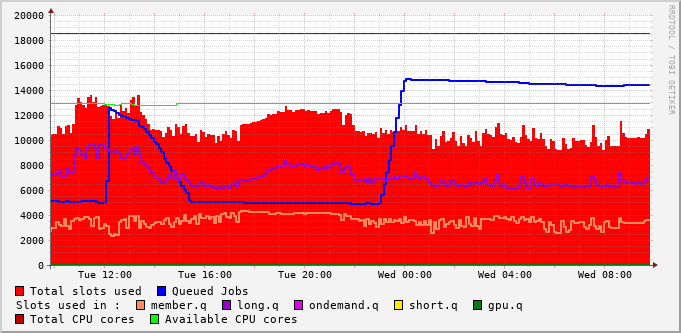 20000
18000
16000
14000
12000
10000
8000
6000
4000
2000
0
Tue 12:00 Tue 16:00 Tue 20:00 Wed 00:00 Wed 04:00 Wed 08:00
Total slots used Queued Jobs
Slots used in : member.q long.q ondemand.q short.q gpu.q
Total CPU cores Available CPU cores
RRDTOOL / TOBI OETIKER